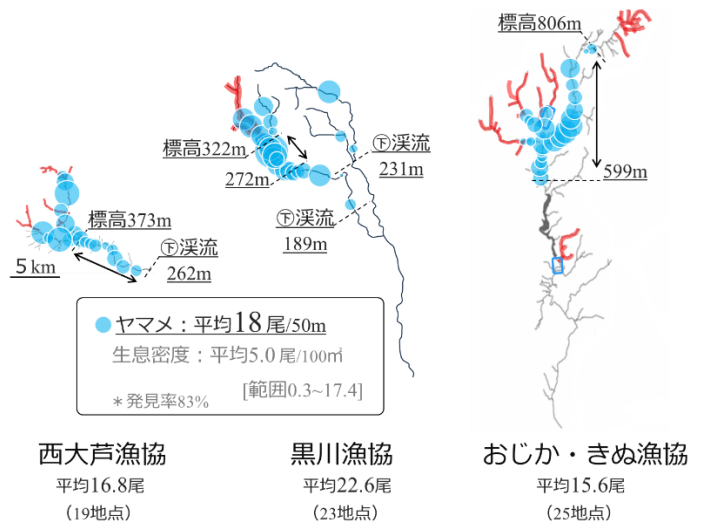 標高806m
599m
標高322m
272m
㊦渓流
231m
㊦渓流
189m
標高373m
㊦渓流
262m
5km
ヤマメ：平均18尾/50m
生息密度：平均5.0尾/100㎡
[範囲0.3~17.4]
＊発見率83%
西大芦漁協
平均16.8尾
（19地点）
黒川漁協
平均22.6尾
（23地点）
おじか・きぬ漁協
平均15.6尾
（25地点）